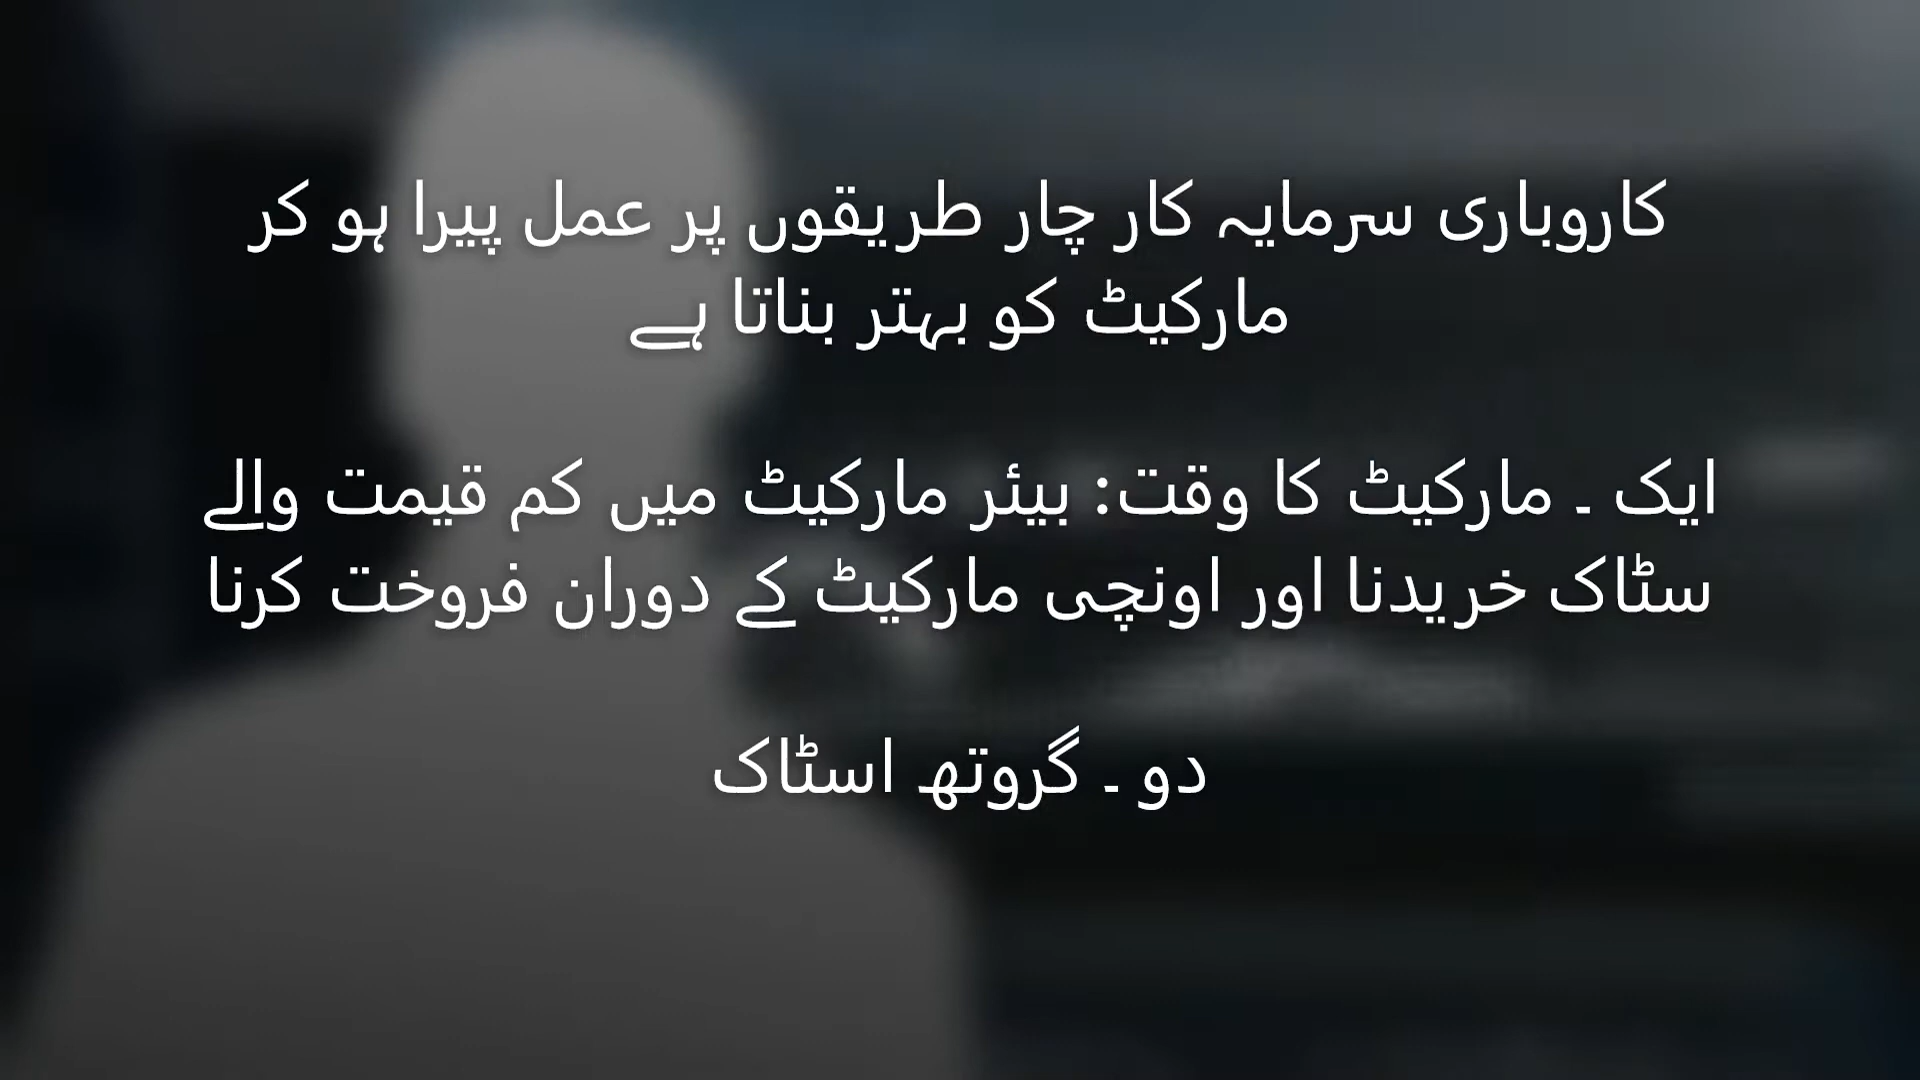 کاروباری سرمایہ کار چار طریقوں پر عمل پیرا ہو کر
مارکیٹ کو بہتر بناتا ہے
ایک ۔ مارکیٹ کا وقت: بیئر مارکیٹ میں کم قیمت والے
سٹاک خریدنا اور اونچی مارکیٹ کے دوران فروخت کرنا
دو ۔ گروتھ اسٹاک